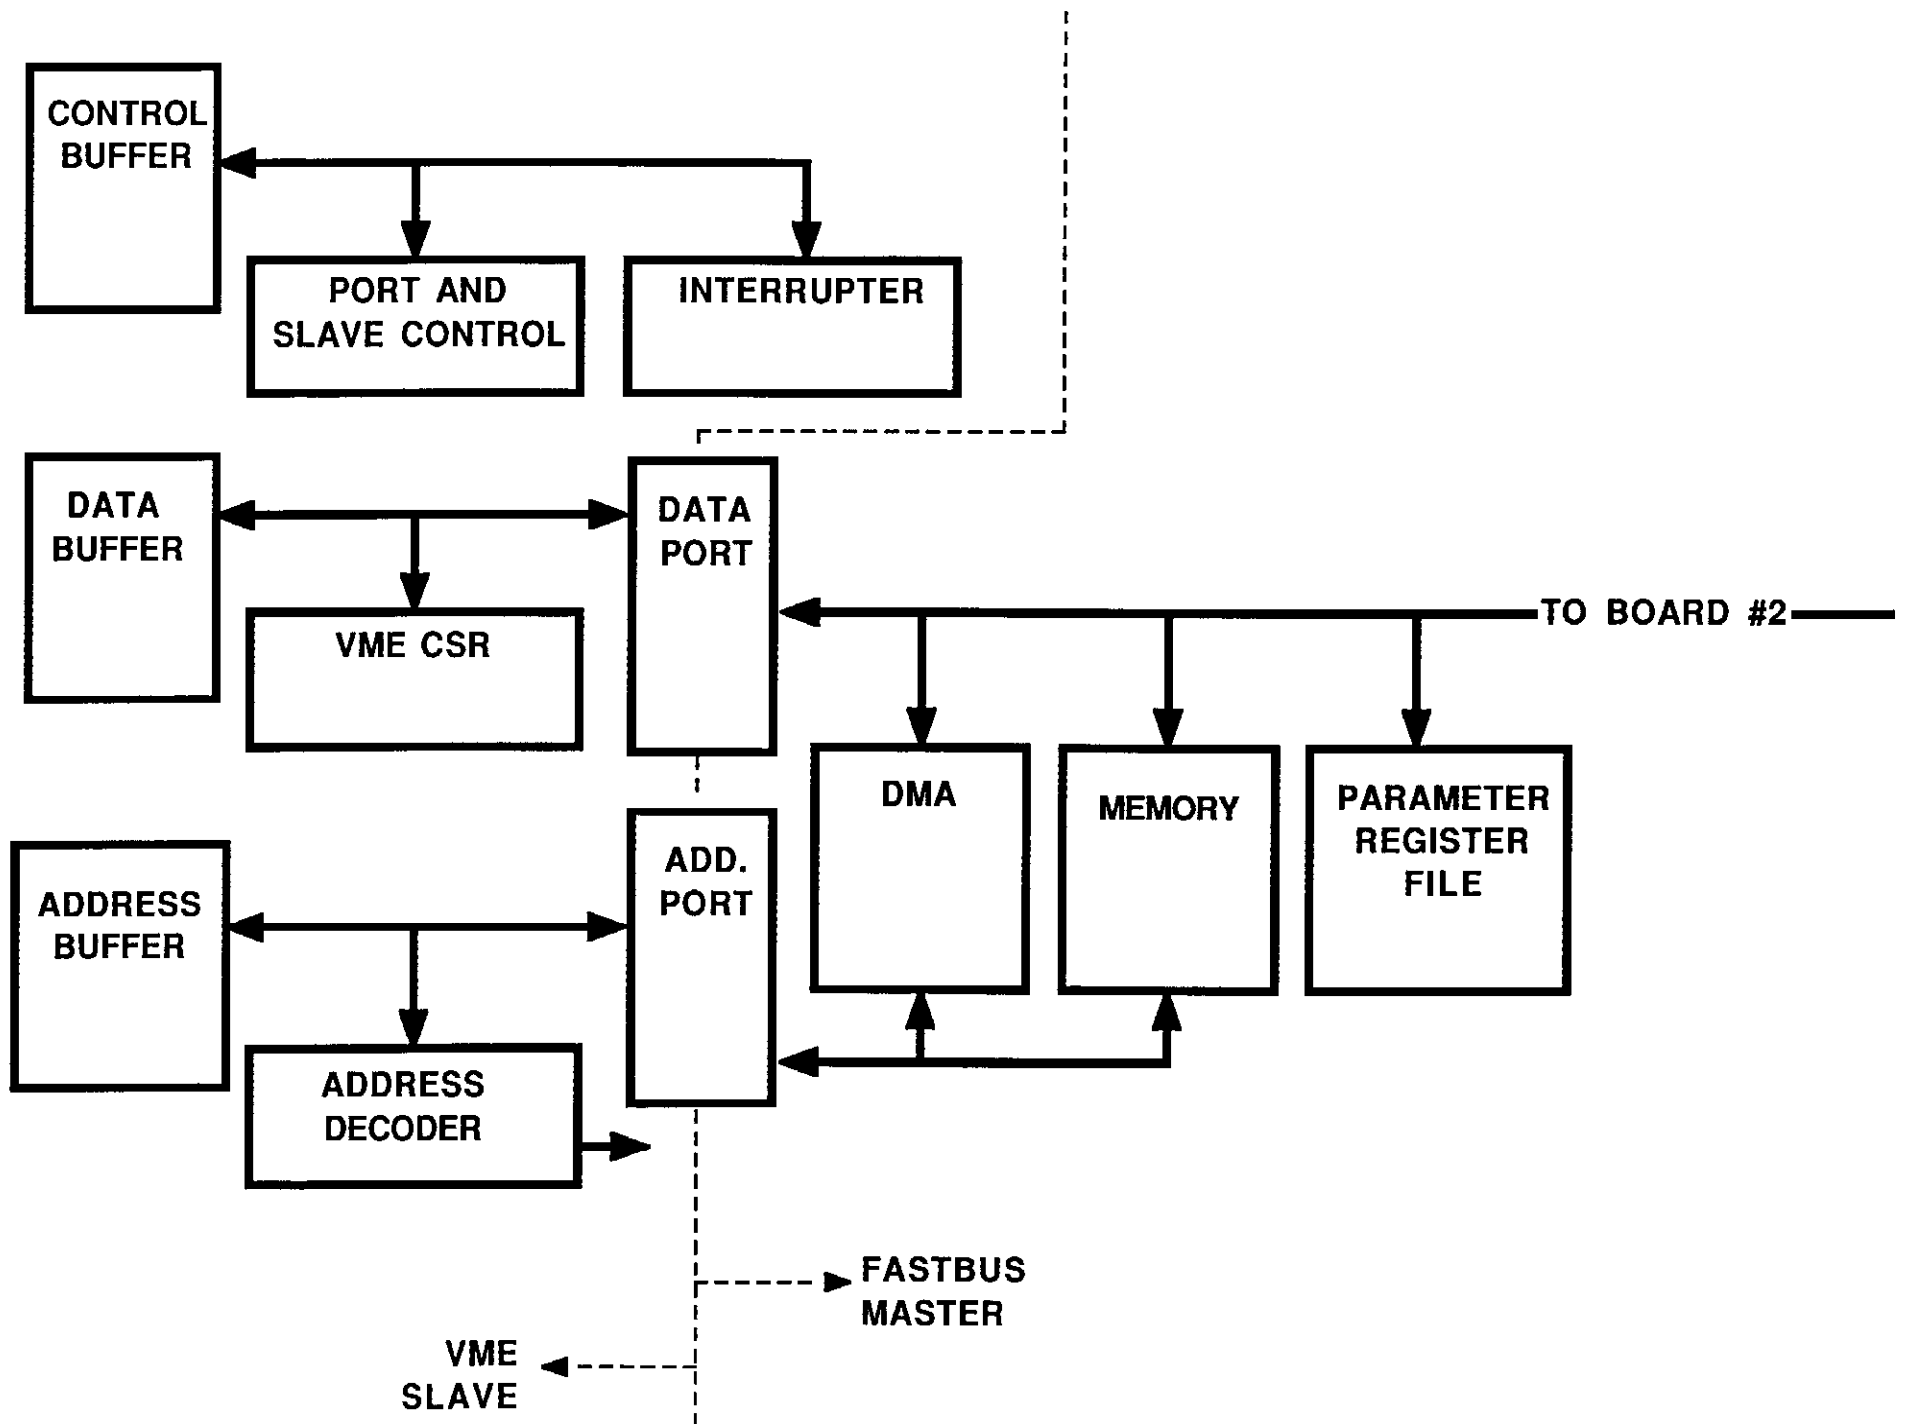 CONTROL
BUFFER
PORT AND
SLAVE CONTROL
INTERRUPTER
DATA
BUFFER
DATA
PORT
VME CSR
TO BOARD #2
DMA
MEMORY
PARAMETER
REGISTER
FILE
ADDRESS
BUFFER
ADD.
PORT
ADDRESS
DECODER
FASTBUS
MASTER
VME
SLAVE